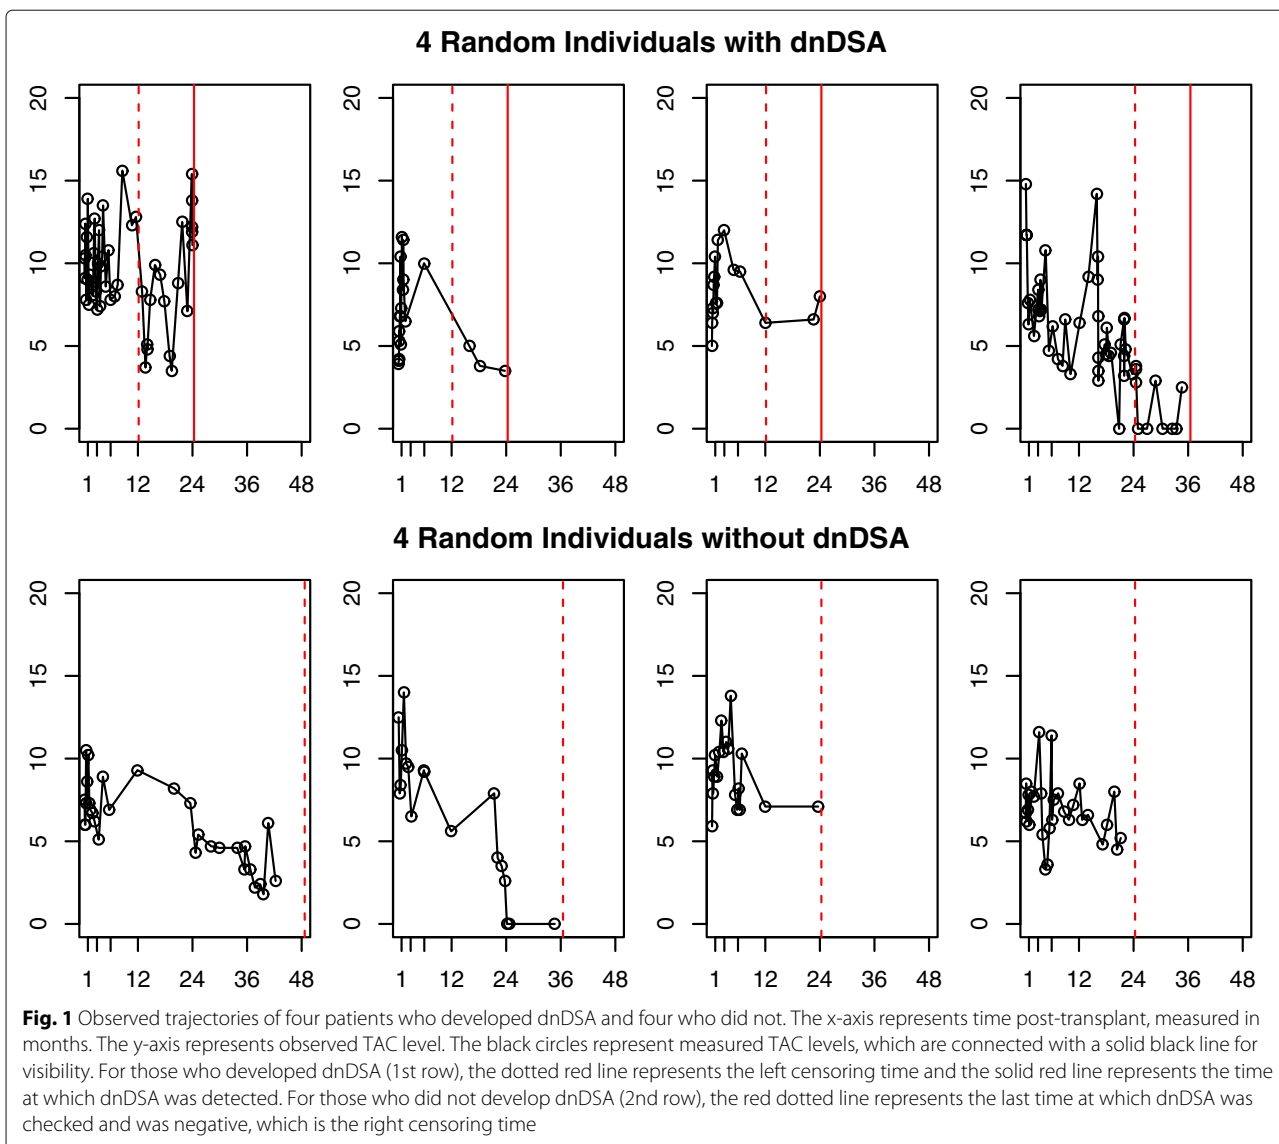 4 Random Individuals with dnDSA
20 20 20 20
15 15 15 15
10 10 10 10
5 5 5 5
0 0 0 0
1 12 24 36 48 1 12 24 36 48 1 12 24 36 48 1 12 24 36 48
4 Random Individuals without dnDSA
20 20 20 20
15 15 15 15
10 10 10 10
5 5 5 5
0 0 0 0
1 12 24 36 48 1 12 24 36 48 1 12 24 36 48 1 12 24 36 48
Fig. 1 Observed trajectories of four patients who developed dnDSA and four who did not. The x-axis represents time post-transplant, measured in
months. The y-axis represents observed TAC level. The black circles represent measured TAC levels, which are connected with a solid black line for
visibility. For those who developed dnDSA (1st row), the dotted red line represents the left censoring time and the solid red line represents the time
at which dnDSA was detected. For those who did not develop dnDSA (2nd row), the red dotted line represents the last time at which dnDSA was
checked and was negative, which is the right censoring time